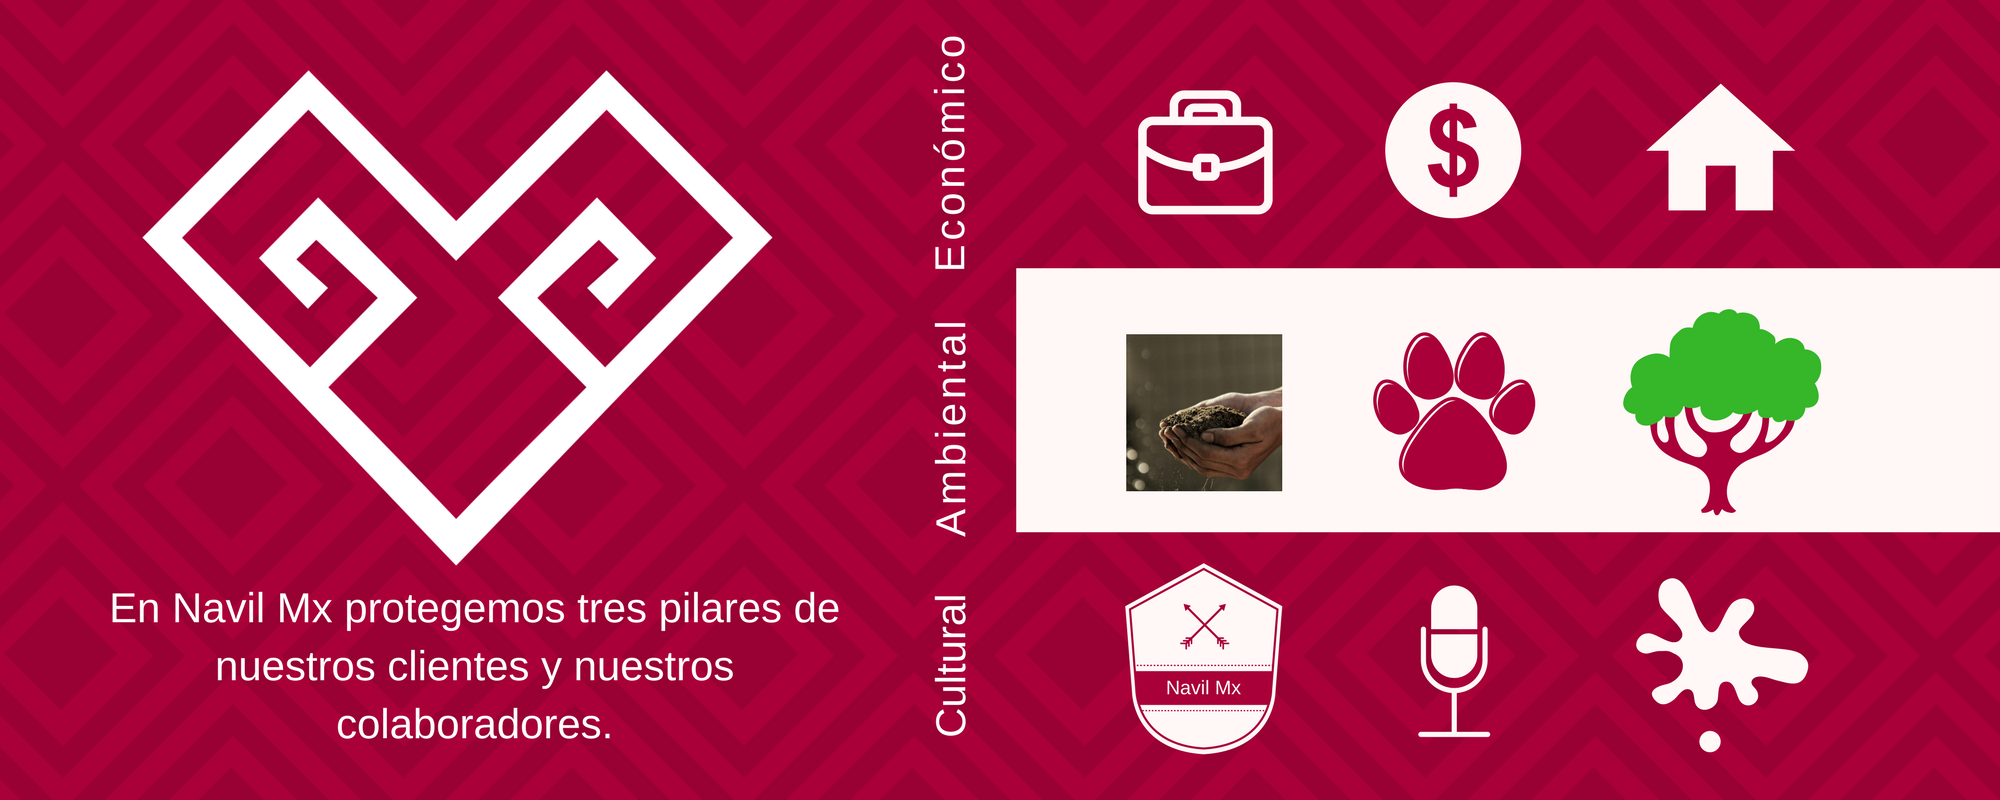 En Navil Mx protegemos tres pilares de
nuestros clientes y nuestros
colaboradores.
Económico
Ambiental
Cultural
$
Navil Mx